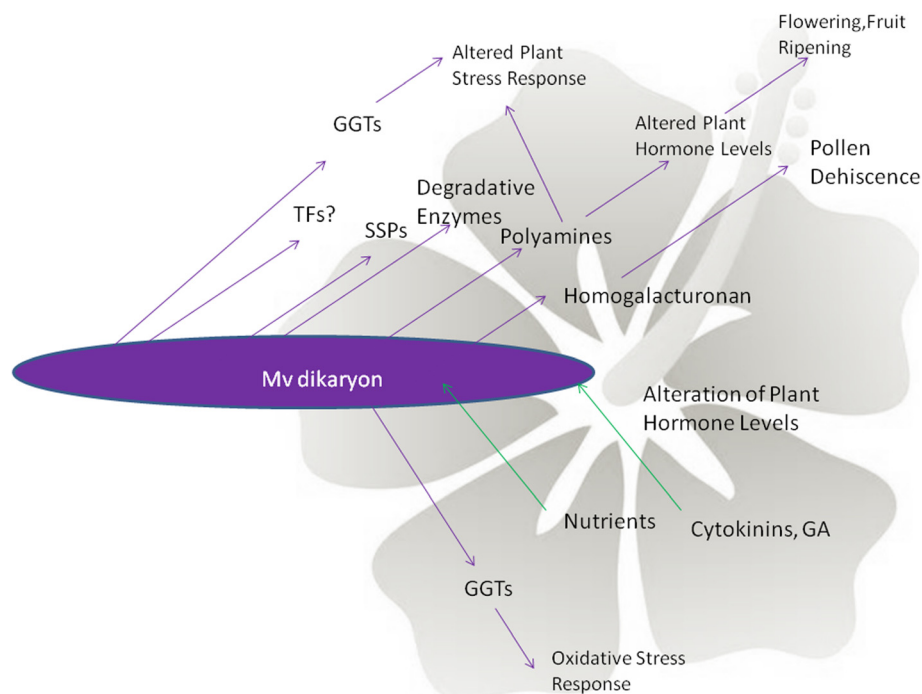 Flowering,Fruit
Ripening
Altered Plant
Stress Response
GGTs
Altered Plant
Hormone Levels
Pollen
Dehiscence
Degradative
Enzymes
TFs?
SSPs
Polyamines
Homogalacturonan
Mv dikaryon
Alteration of Plant
Hormone Levels
Nutrients
Cytokinins, GA
GGTs
Oxidative Stress
Response